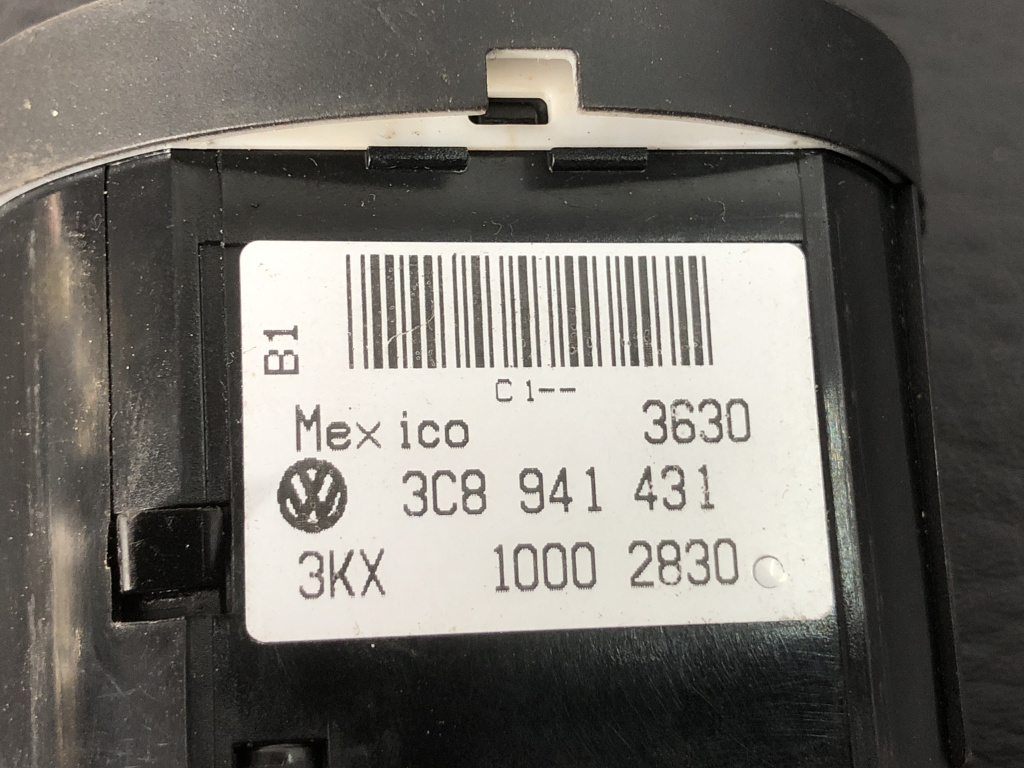 B1
C1--
Mexico 3630
3C8 941 431
3KX 1000 2830